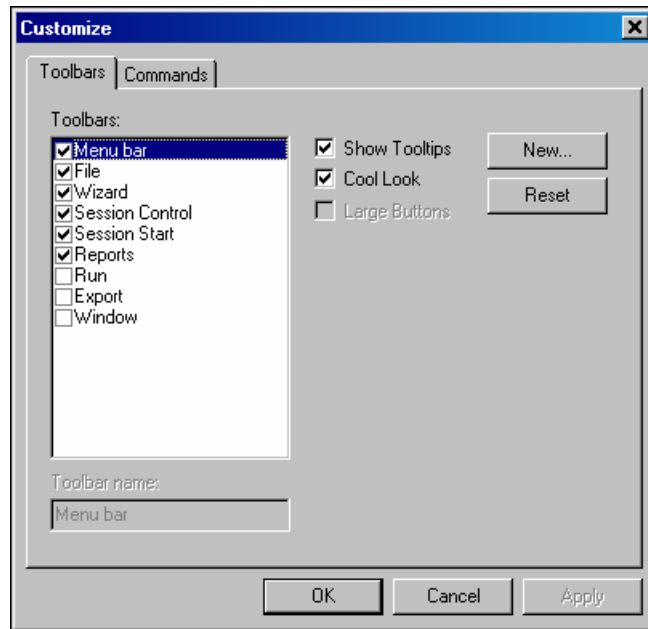 Customize
Toolbars
Commands
Toolbars:
Menu bar
File
Wizard
Session Control
Session Start
Reports
Run
Export
Window
Show Tooltips
Cool Look
Large Buttons
New...
Reset
Toolbar name:
Menu bar
OK
Cancel
Apply